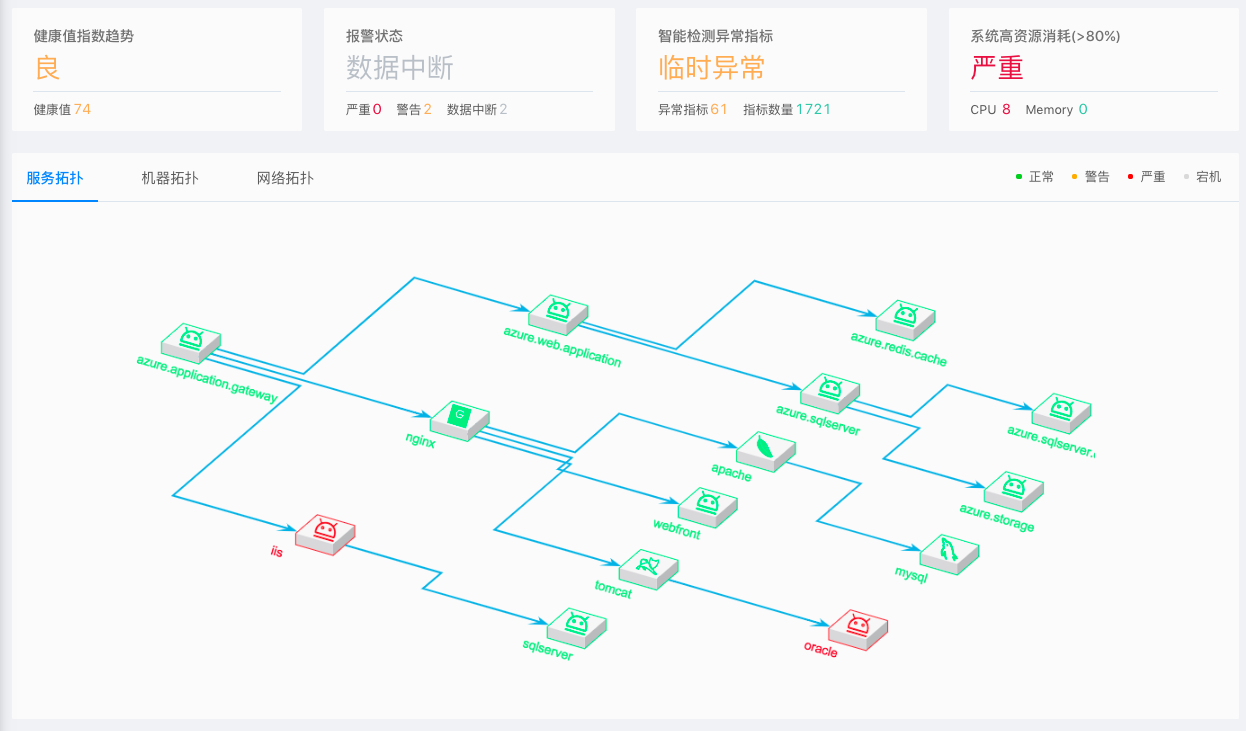 健康值指数趋势
良
健康值 74
报警状态
数据中断
严重 0 警告 2 数据中断 2
智能检测异常指标
临时异常
异常指标 61 指标数量 1721
系统高资源消耗(>80%)
严重
CPU 8 Memory 0
服务拓扑 机器拓扑 网络拓扑
正常 警告 严重 宕机
azure.application.gateway
azure.web.application
azure.redis.cache
nginx
azure.sqlserver
azure.sqlserver.
apache
webfront
azure.storage
iis
tomcat
mysql
sqlserver
oracle
G